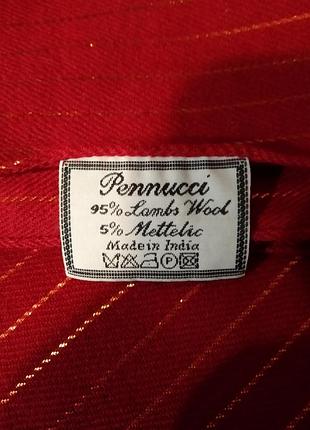 Pennucci
95% Lambs Wool
5% Mettelic
Made in India
P